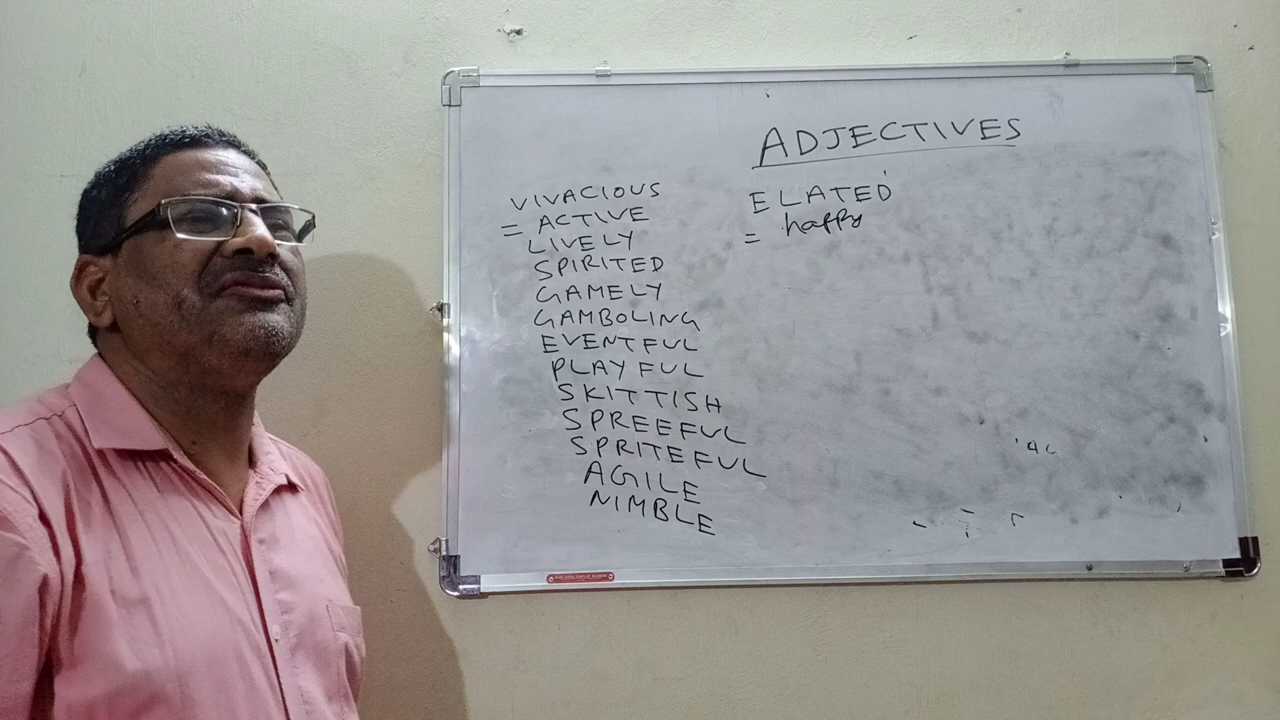 ADJECTIVES
VIVACIOUS
= ACTIVE
LIVELY
SPIRITED
GAMELY
GAMBOLING
EVENTFUL
PLAYFUL
SKITTISH
SPREEFUL
SPRITEFUL
AGILE
NIMBLE
ELATED
= happy